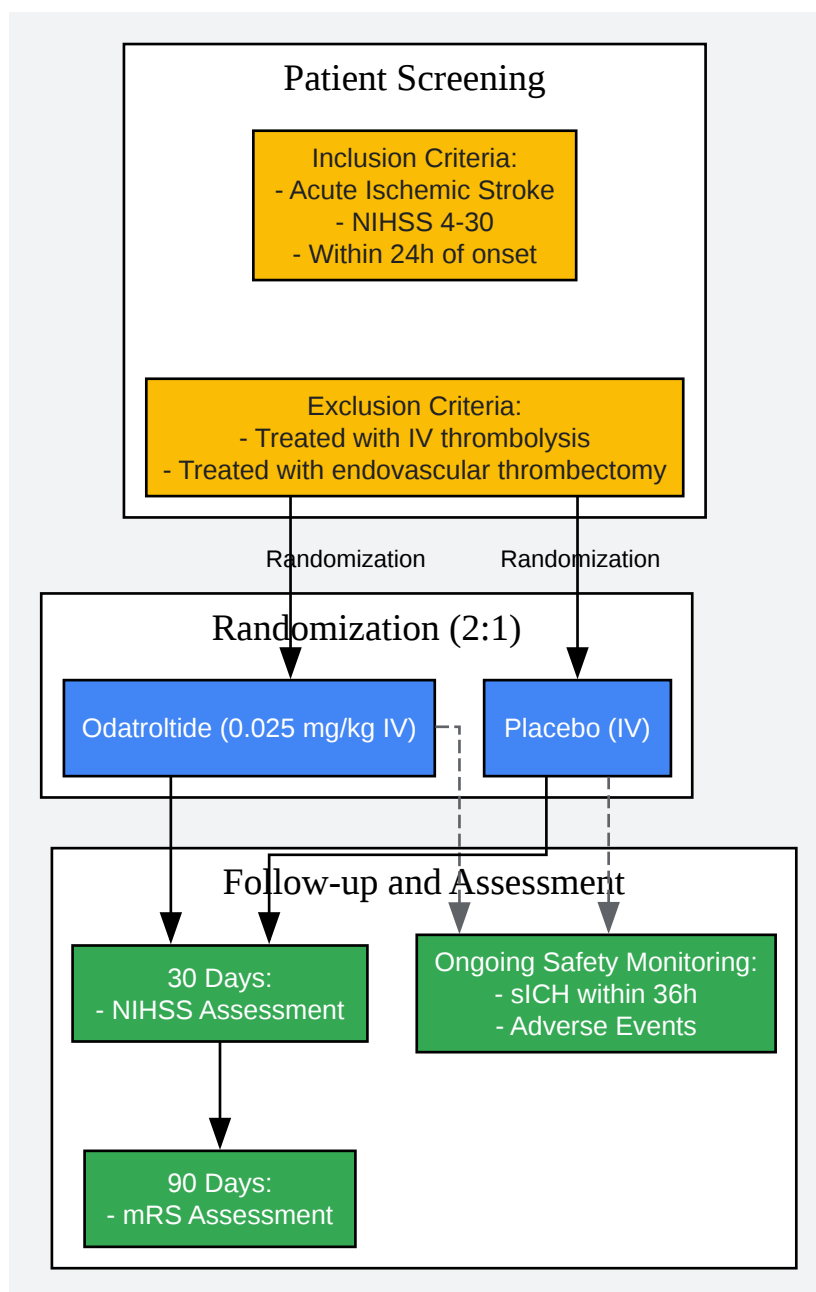 Patient Screening
Inclusion Criteria:
- Acute Ischemic Stroke
- NIHSS 4-30
- Within 24h of onset
Exclusion Criteria:
- Treated with IV thrombolysis
- Treated with endovascular thrombectomy
Randomization
Randomization
Randomization (2:1)
Odatroltide (0.025 mg/kg IV)
Placebo (IV)
Follow-up and Assessment
30 Days:
- NIHSS Assessment
Ongoing Safety Monitoring:
- sICH within 36h
- Adverse Events
90 Days:
- mRS Assessment